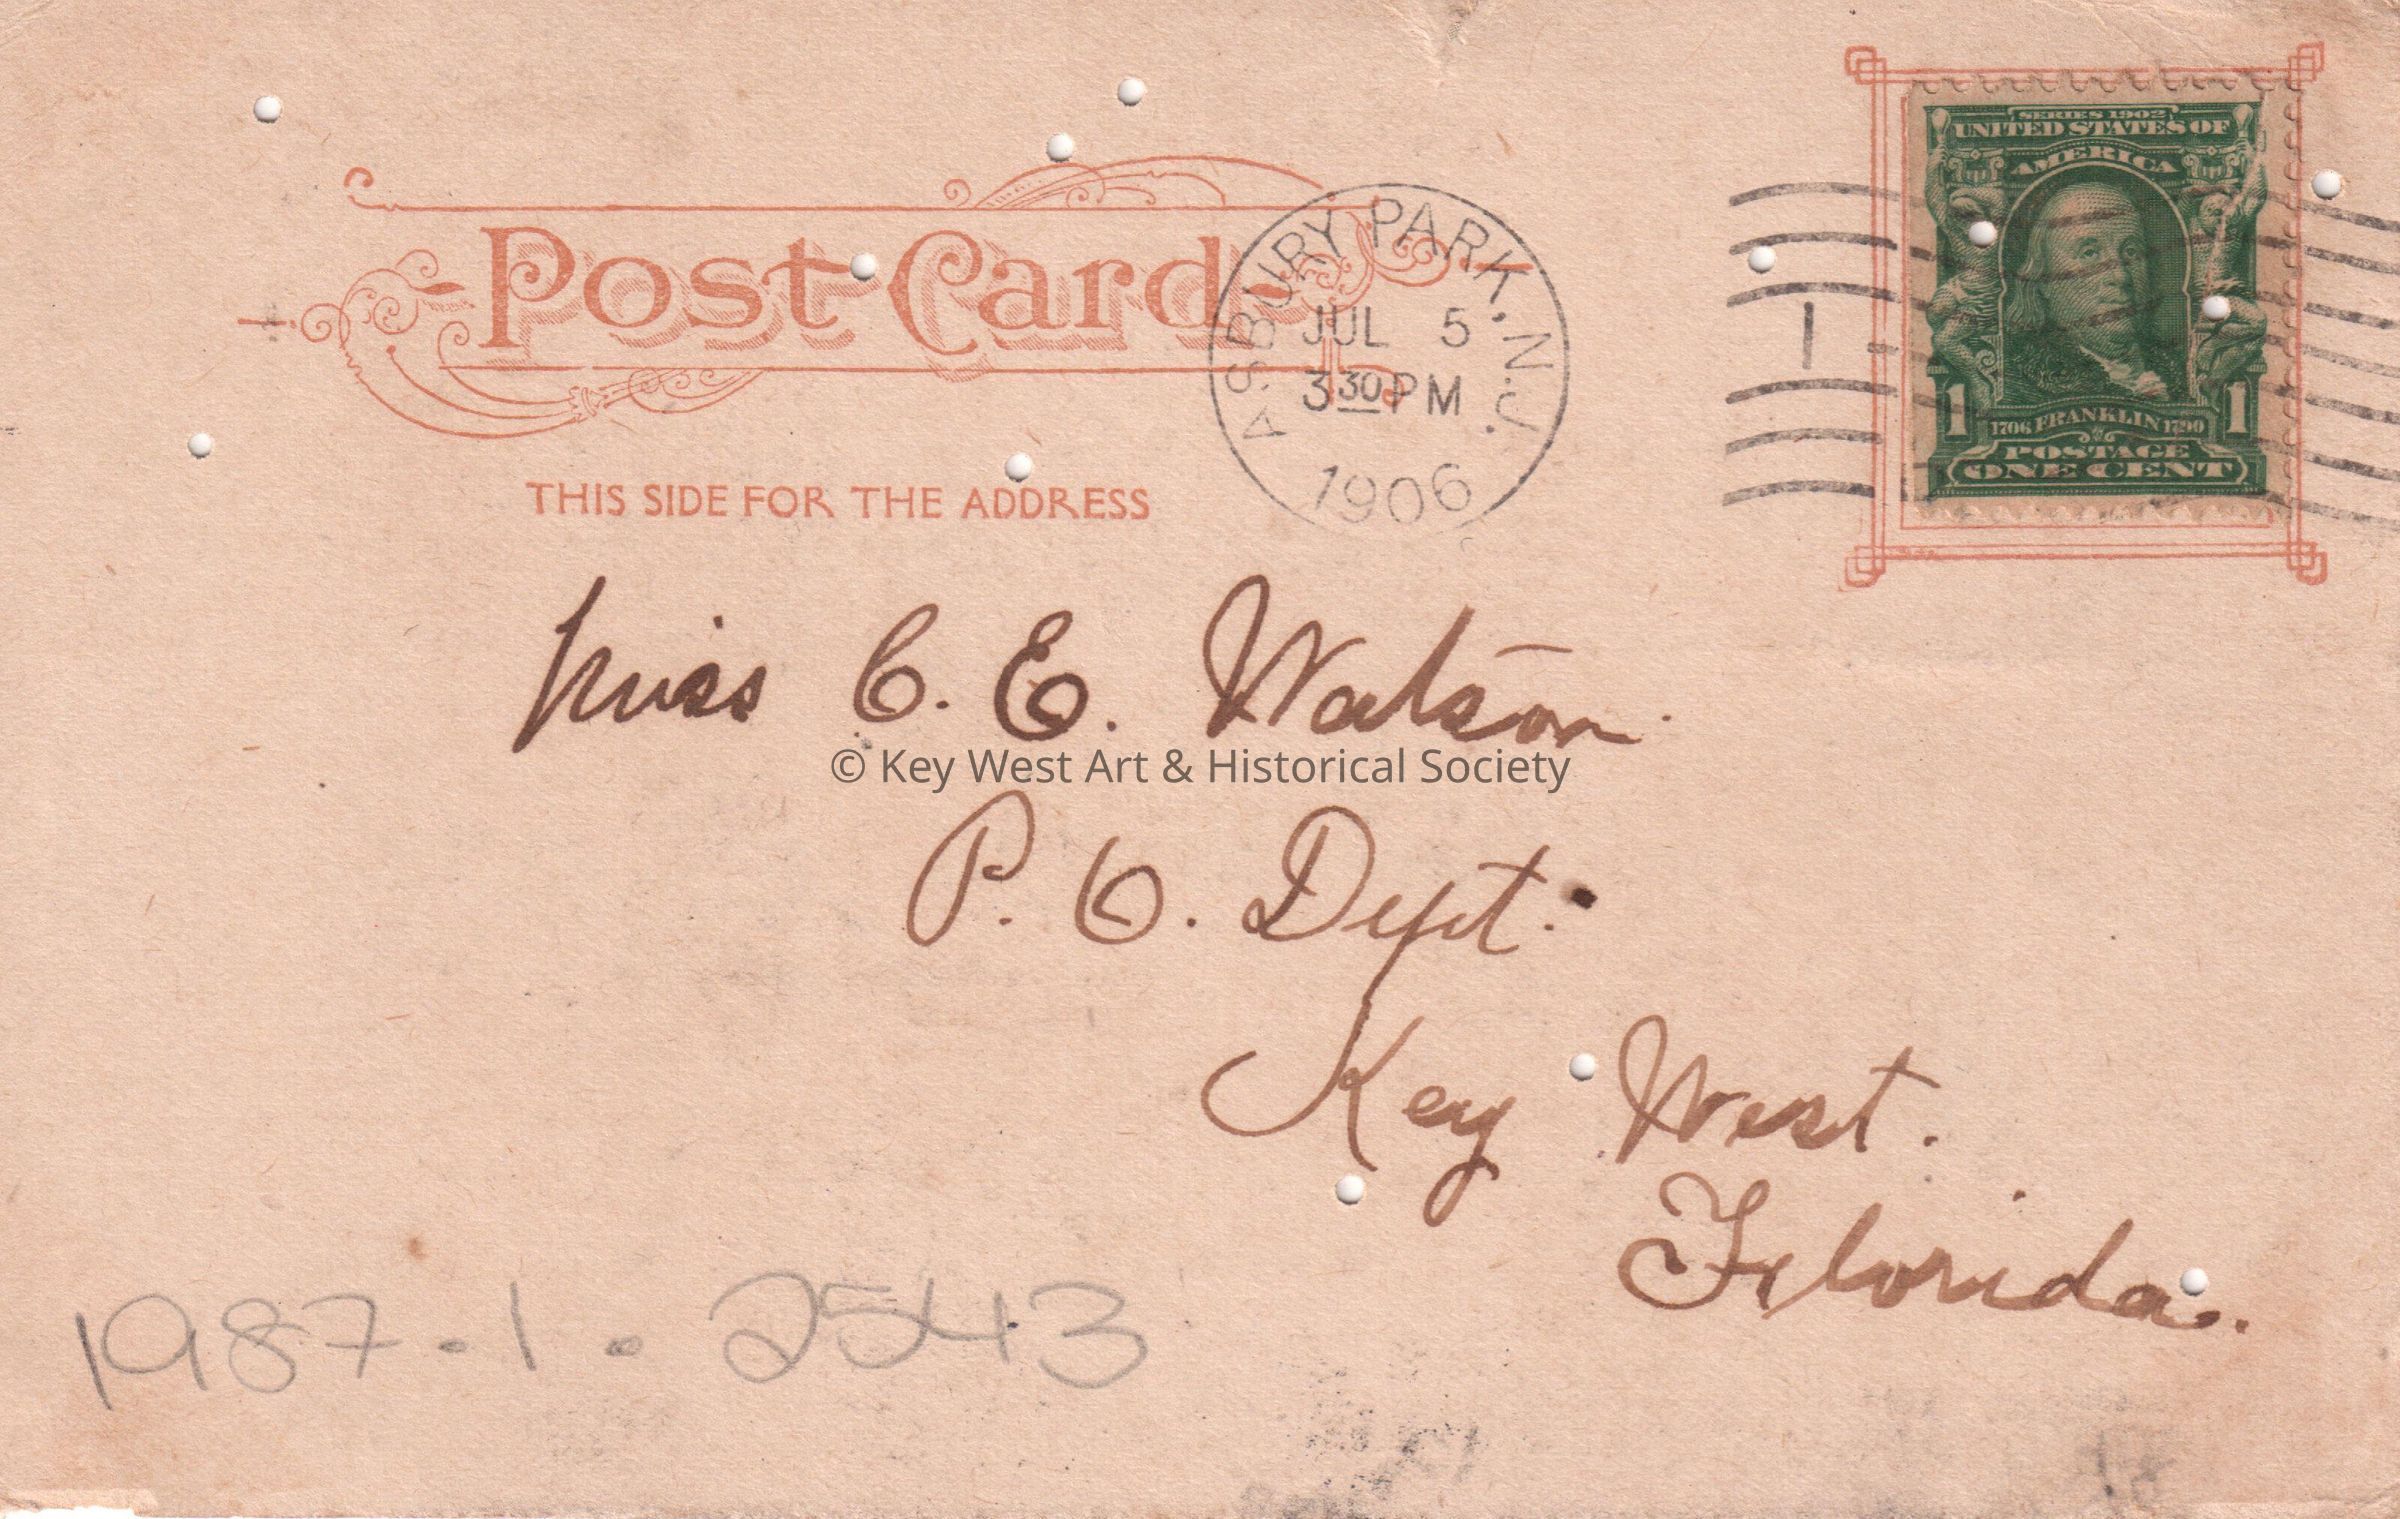 SERIES 1902
UNITED STATES OF
AMERICA
1 1706 FRANKLIN 1790 1
POSTAGE
ONE CENT
Post Card
ASBURY PARK, N.J.
JUL 5
3 30 PM
1906
1
THIS SIDE FOR THE ADDRESS
Miss C. E. Watson.
© Key West Art & Historical Society
P. O. Dept.
Key West.
Florida.
1987.1.2543